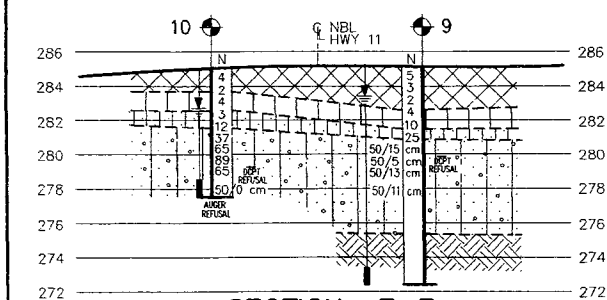 10
9
℄ NBL
HWY 11
286
286
N
N
4
5
284
2
3
284
4
2
3
4
282
12
10
282
37
25
65
50/15 cm
280
89
50/5 cm
280
65
DCPT
REFUSAL
50/13 cm
DCPT
REFUSAL
278
50/0 cm
50/11 cm
278
AUGER
REFUSAL
276
276
274
274
272
272